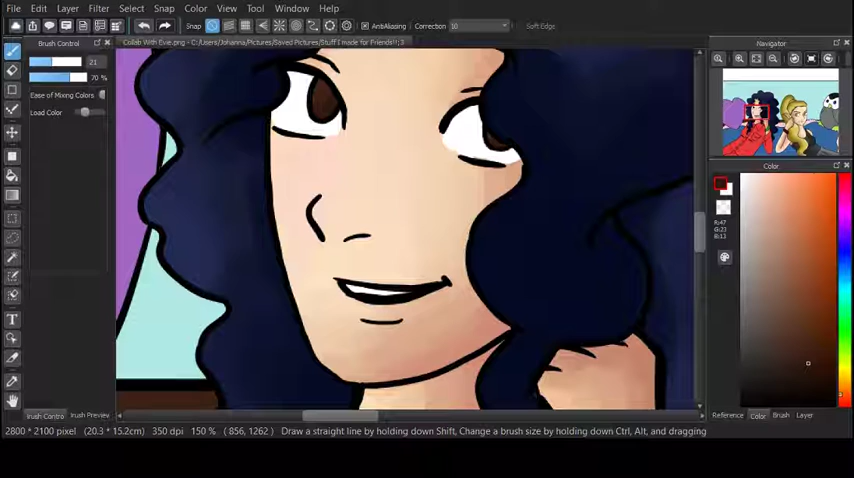 File Edit Layer Filter Select Snap Color View Tool Window Help
Snap AntiAliasing Correction 10 Soft Edge
Brush Control
Collab With Evie.png - C:/Users/Johanna/Pictures/Saved Pictures/Stuff I made for Friends!!;3
Navigator
21
70 %
Ease of Mixing Colors
Load Color
Color
R:47
G:23
B:13
Brush Contro Brush Preview
Reference Color Brush Layer
2800 * 2100 pixel (20.3 * 15.2cm) 350 dpi 150 % ( 856, 1262 ) Draw a straight line by holding down Shift, Change a brush size by holding down Ctrl, Alt, and dragging